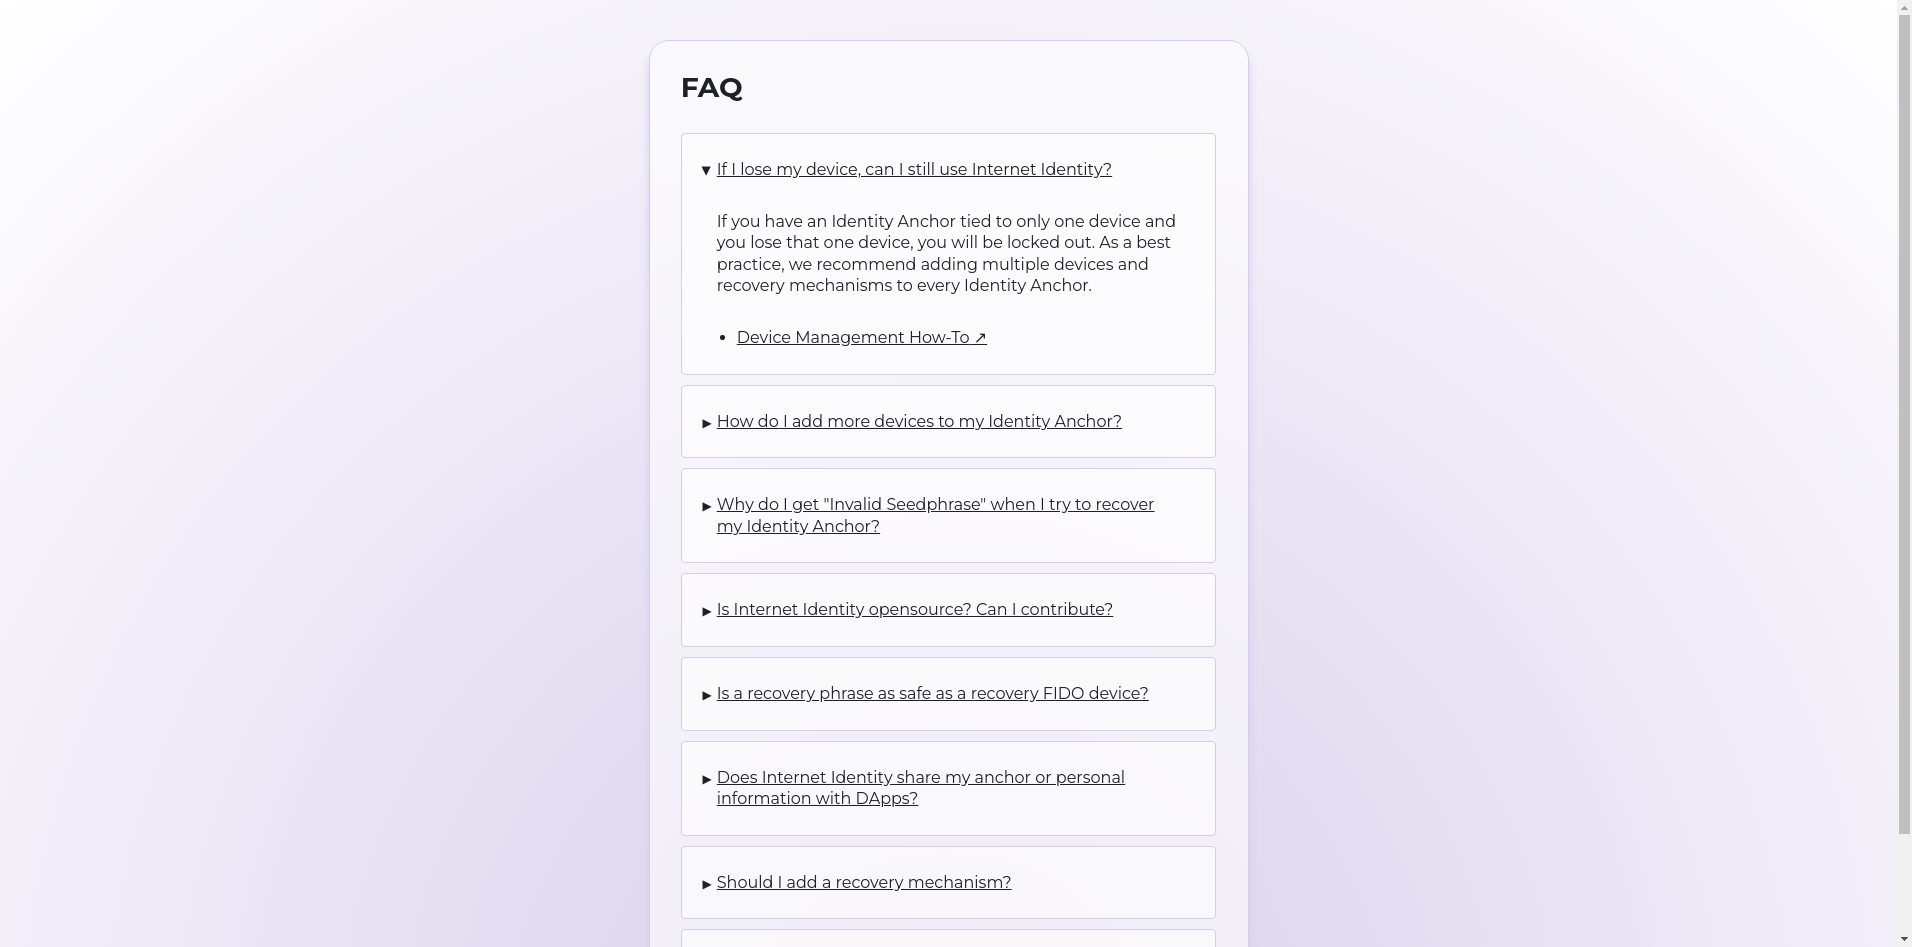 FAQ
▼ If I lose my device, can I still use Internet Identity?
If you have an Identity Anchor tied to only one device and
you lose that one device, you will be locked out. As a best
practice, we recommend adding multiple devices and
recovery mechanisms to every Identity Anchor.
• Device Management How-To ↗
▶ How do I add more devices to my Identity Anchor?
▶ Why do I get "Invalid Seedphrase" when I try to recover
my Identity Anchor?
▶ Is Internet Identity opensource? Can I contribute?
▶ Is a recovery phrase as safe as a recovery FIDO device?
▶ Does Internet Identity share my anchor or personal
information with DApps?
▶ Should I add a recovery mechanism?